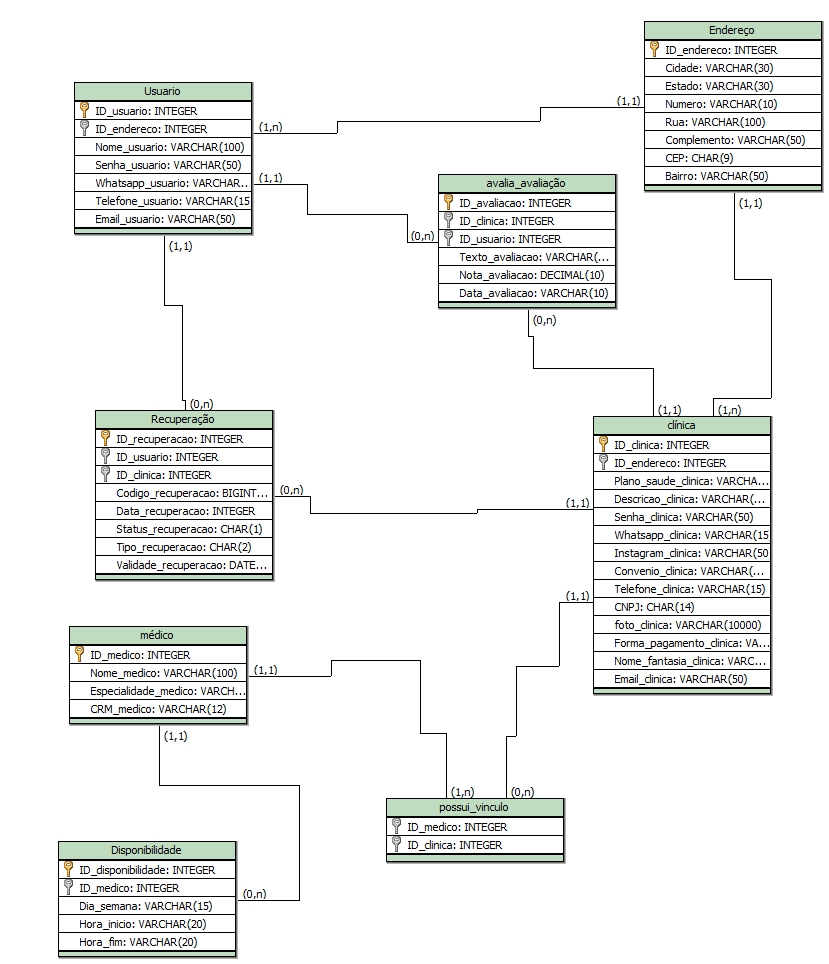 Endereço
ID_endereco: INTEGER
Cidade: VARCHAR(30)
Estado: VARCHAR(30)
Numero: VARCHAR(10)
Rua: VARCHAR(100)
Complemento: VARCHAR(50)
CEP: CHAR(9)
Bairro: VARCHAR(50)
(1,1)
(1,1)
Usuario
ID_usuario: INTEGER
ID_endereco: INTEGER
Nome_usuario: VARCHAR(100)
Senha_usuario: VARCHAR(50)
Whatsapp_usuario: VARCHAR...
Telefone_usuario: VARCHAR(15
Email_usuario: VARCHAR(50)
(1,n)
(1,1)
(1,1)
avalia_avaliação
ID_avaliacao: INTEGER
ID_clinica: INTEGER
ID_usuario: INTEGER
Texto_avaliacao: VARCHAR(...
Nota_avaliacao: DECIMAL(10)
Data_avaliacao: VARCHAR(10)
(0,n)
(0,n)
(0,n)
Recuperação
ID_recuperacao: INTEGER
ID_usuario: INTEGER
ID_clinica: INTEGER
Codigo_recuperacao: BIGINT...
Data_recuperacao: INTEGER
Status_recuperacao: CHAR(1)
Tipo_recuperacao: CHAR(2)
Validade_recuperacao: DATE...
(0,n)
(1,1)
(1,n)
clínica
ID_clinica: INTEGER
ID_endereco: INTEGER
Plano_saude_clinica: VARCHA...
Descricao_clinica: VARCHAR(...
Senha_clinica: VARCHAR(50)
Whatsapp_clinica: VARCHAR(15
Instagram_clinica: VARCHAR(50
Convenio_clinica: VARCHAR(...
Telefone_clinica: VARCHAR(15)
CNPJ: CHAR(14)
foto_clinica: VARCHAR(10000)
Forma_pagamento_clinica: VA...
Nome_fantasia_clinica: VARC...
Email_clinica: VARCHAR(50)
(1,1)
(1,1)
médico
ID_medico: INTEGER
Nome_medico: VARCHAR(100)
Especialidade_medico: VARCH...
CRM_medico: VARCHAR(12)
(1,1)
(1,1)
(1,n)
(0,n)
possui_vinculo
ID_medico: INTEGER
ID_clinica: INTEGER
Disponibilidade
ID_disponibilidade: INTEGER
ID_medico: INTEGER
Dia_semana: VARCHAR(15)
Hora_inicio: VARCHAR(20)
Hora_fim: VARCHAR(20)
(0,n)